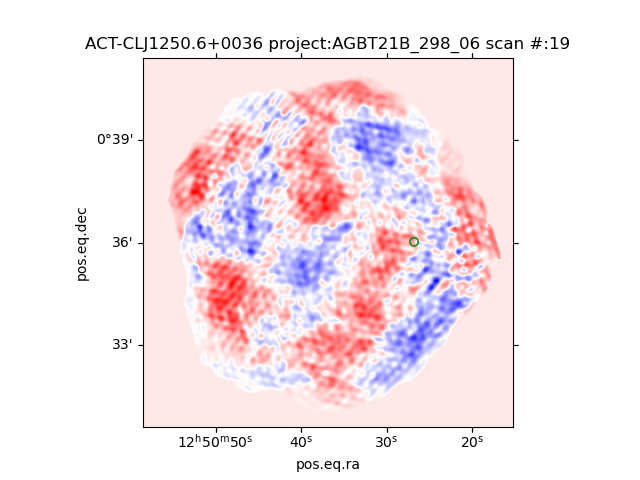 ACT-CLJ1250.6+0036 project:AGBT21B_298_06 scan #:19
0°39'
36'
33'
pos.eq.dec
12ʰ50ᵐ50ˢ 40ˢ 30ˢ 20ˢ
pos.eq.ra